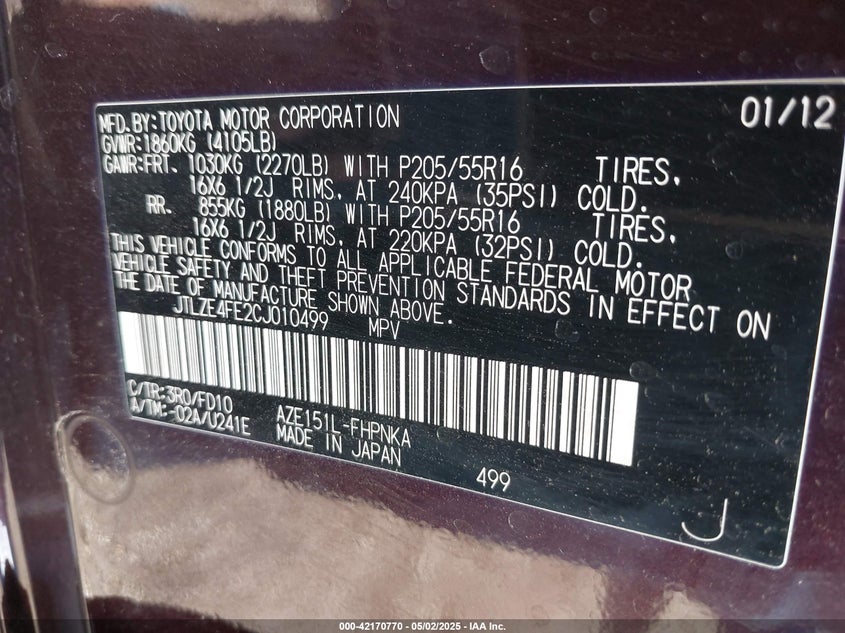 MFD.BY:TOYOTA MOTOR CORPORATION 01/12
GVWR:1860KG (4105LB)
GAWR:FRT. 1030KG (2270LB) WITH P205/55R16 TIRES,
16X6 1/2J RIMS, AT 240KPA (35PSI) COLD.
RR. 855KG (1880LB) WITH P205/55R16 TIRES,
16X6 1/2J RIMS, AT 220KPA (32PSI) COLD.
THIS VEHICLE CONFORMS TO ALL APPLICABLE FEDERAL MOTOR
VEHICLE SAFETY AND THEFT PREVENTION STANDARDS IN EFFECT ON
THE DATE OF MANUFACTURE SHOWN ABOVE.
JTLZE4FE2CJ010499 MPV
C/TR:3R0/FD10 AZE151L-FHPNKA
A/TM:-02A/U241E MADE IN JAPAN
499
J
000-42170770 - 05/02/2025 - IAA Inc.